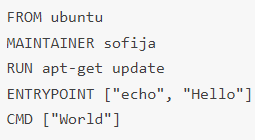 FROM ubuntu
MAINTAINER sofija
RUN apt-get update
ENTRYPOINT ["echo", "Hello"]
CMD ["World"]